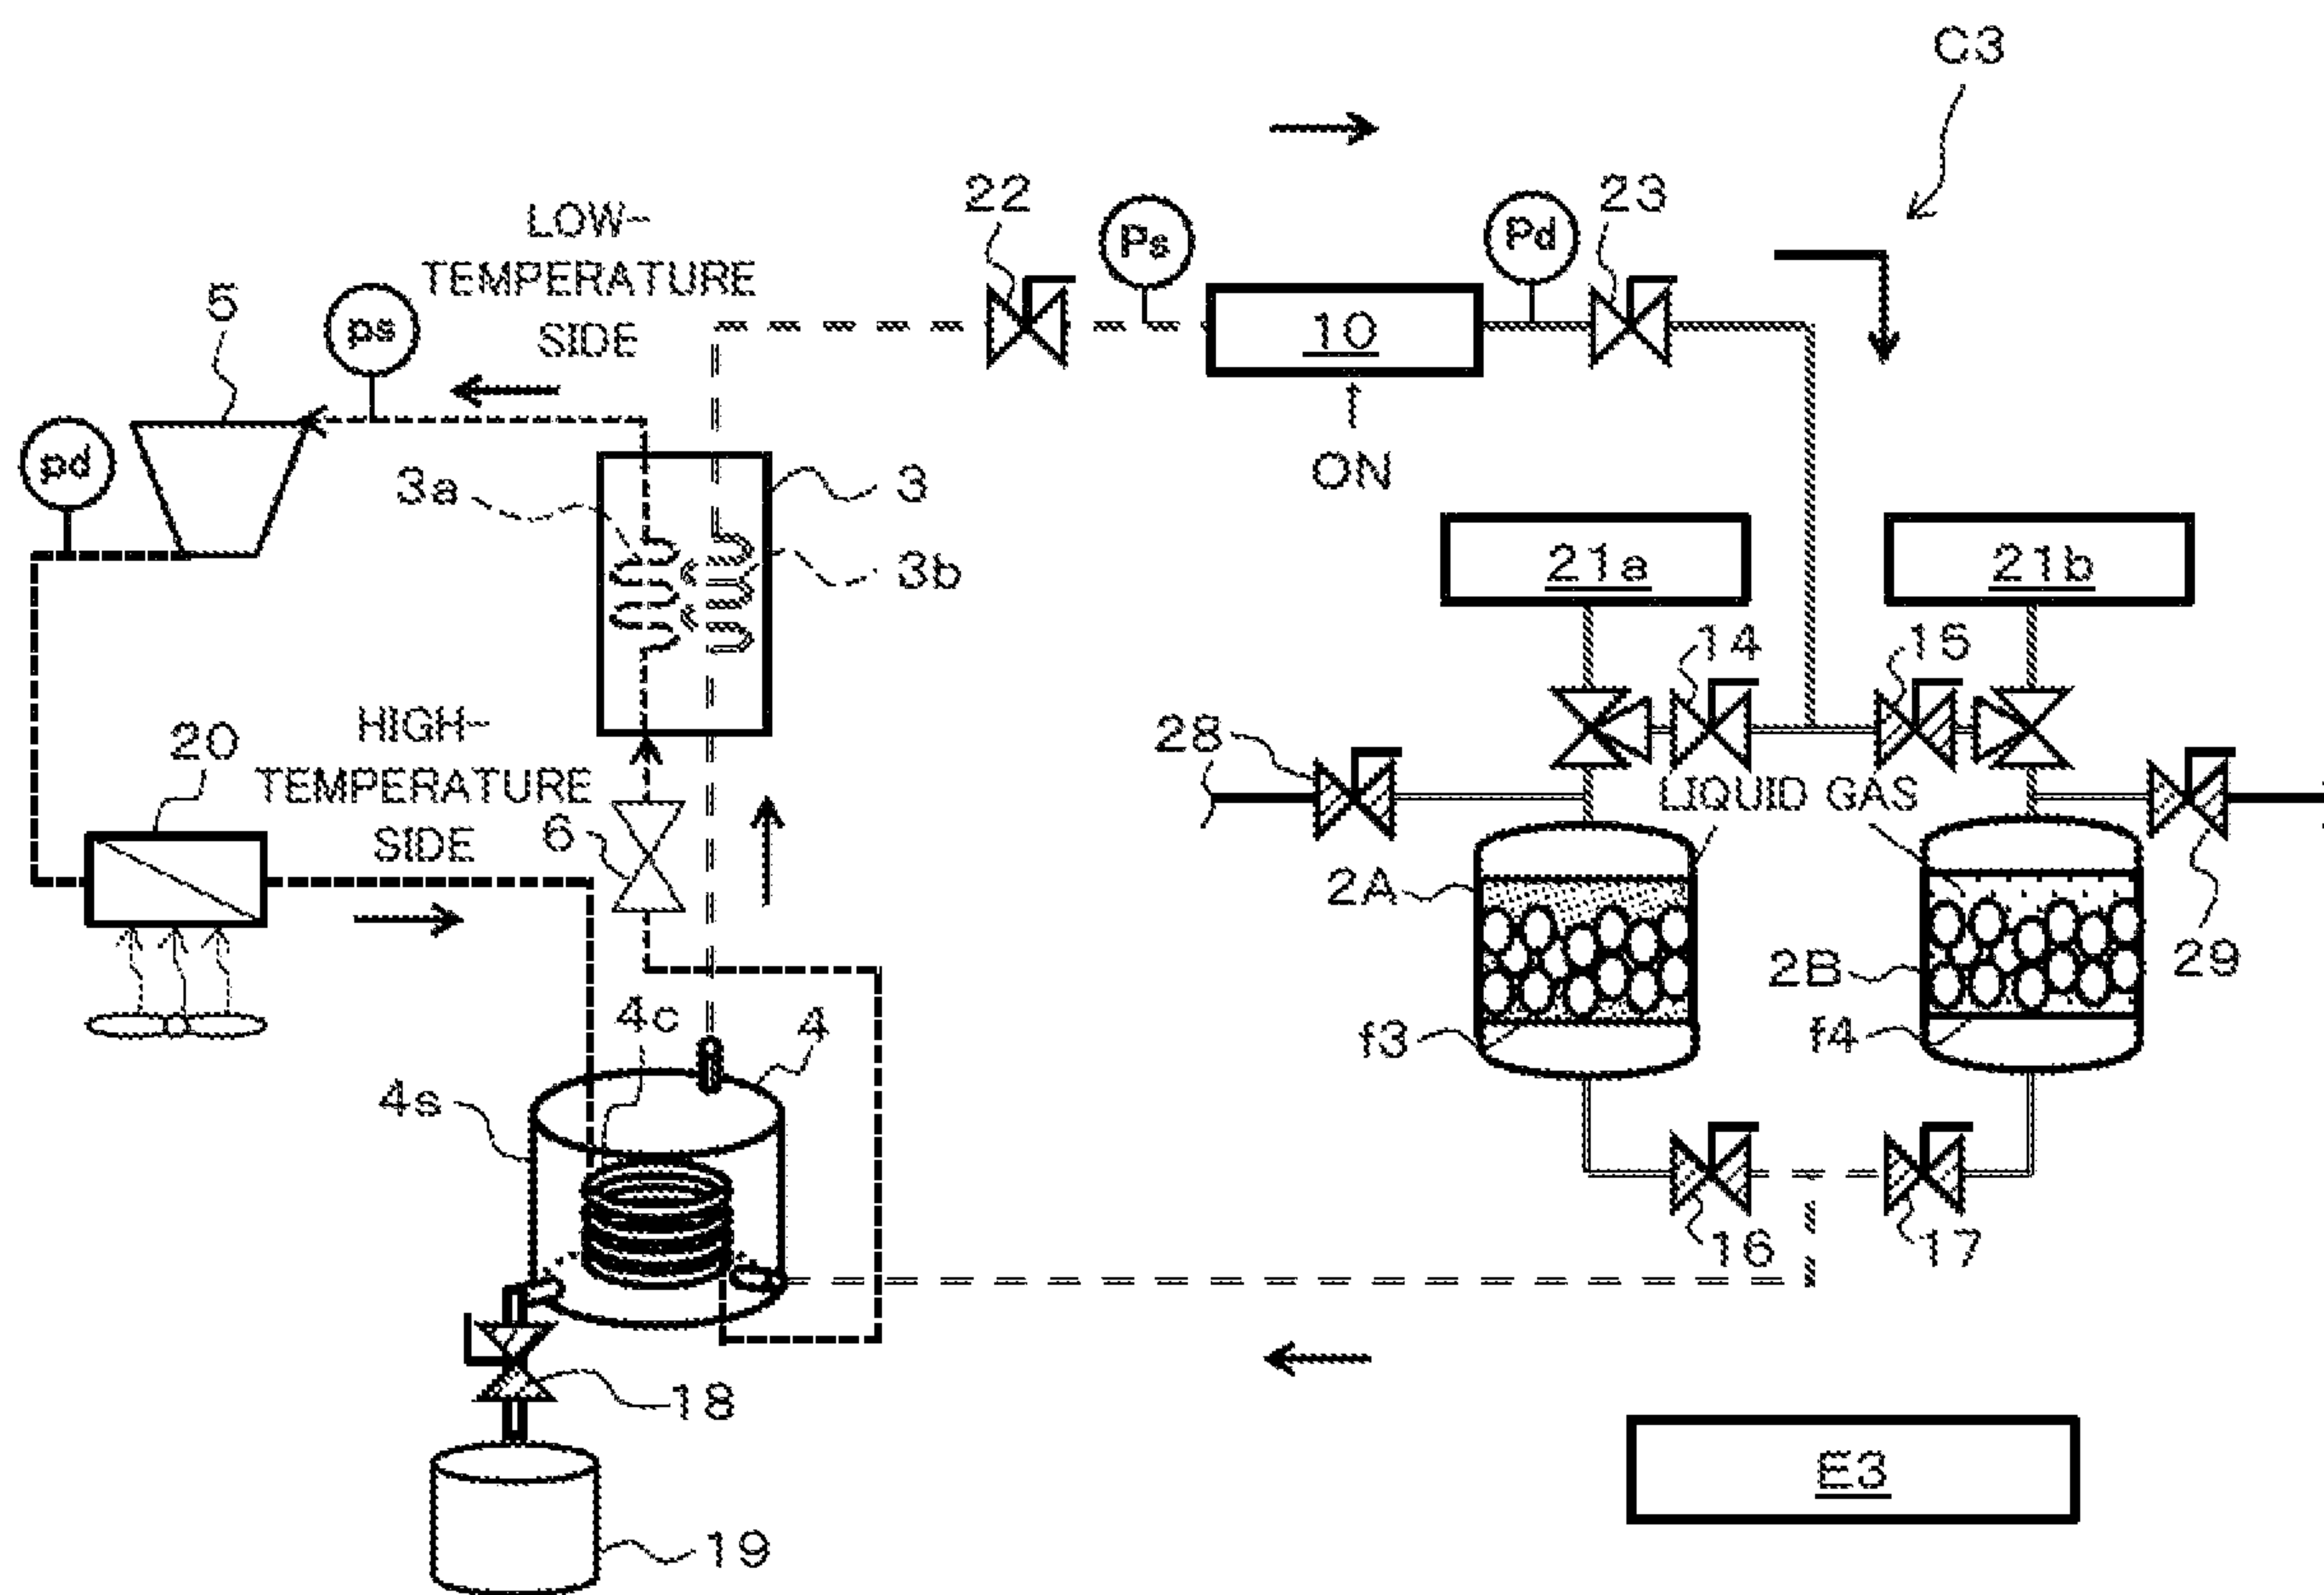 C3
22
Ps
Pd
23
LOW-
TEMPERATURE
SIDE
5
ps
10
pd
ON
3a
3
3b
21a
21b
14
15
HIGH-
TEMPERATURE
SIDE
20
6
28
LIQUID GAS
2A
2B
29
f3
f4
4c
4
4s
16
17
18
E3
19